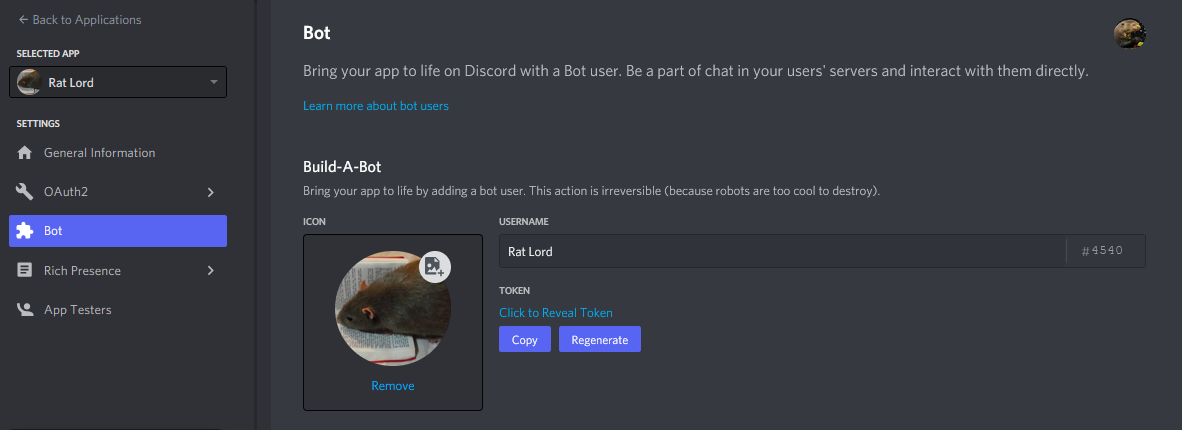 ← Back to Applications
SELECTED APP
Rat Lord
SETTINGS
General Information
OAuth2
Bot
Rich Presence
App Testers
Bot
Bring your app to life on Discord with a Bot user. Be a part of chat in your users' servers and interact with them directly.
Learn more about bot users
Build-A-Bot
Bring your app to life by adding a bot user. This action is irreversible (because robots are too cool to destroy).
ICON
Remove
USERNAME
Rat Lord #4540
TOKEN
Click to Reveal Token
Copy Regenerate